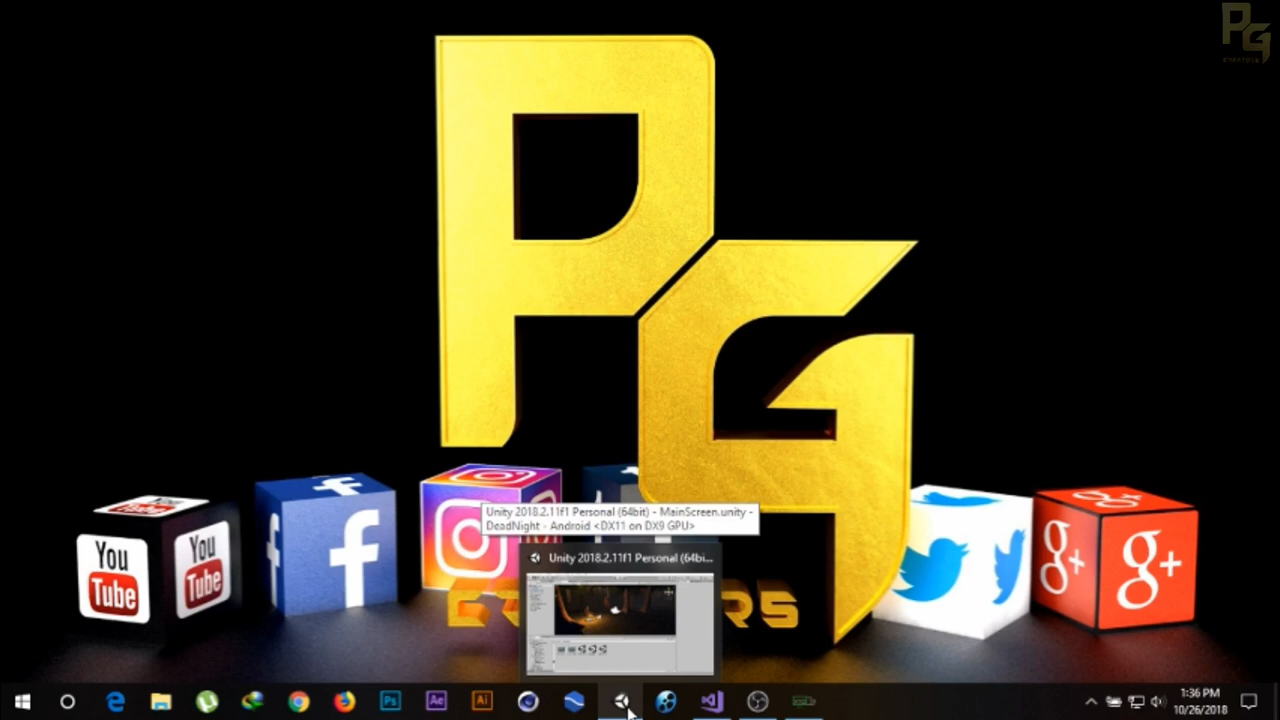 PG
PG
You
Tube
You
Tube
f
f
g+
g+
Unity 2018.2.11f1 Personal (64bit) - MainScreen.unity -
DeadNight - Android <DX11 on DX9 GPU>
Unity 2018.2.11f1 Personal (64bi...
Ps
Ae
Ai
1:36 PM
10/26/2018